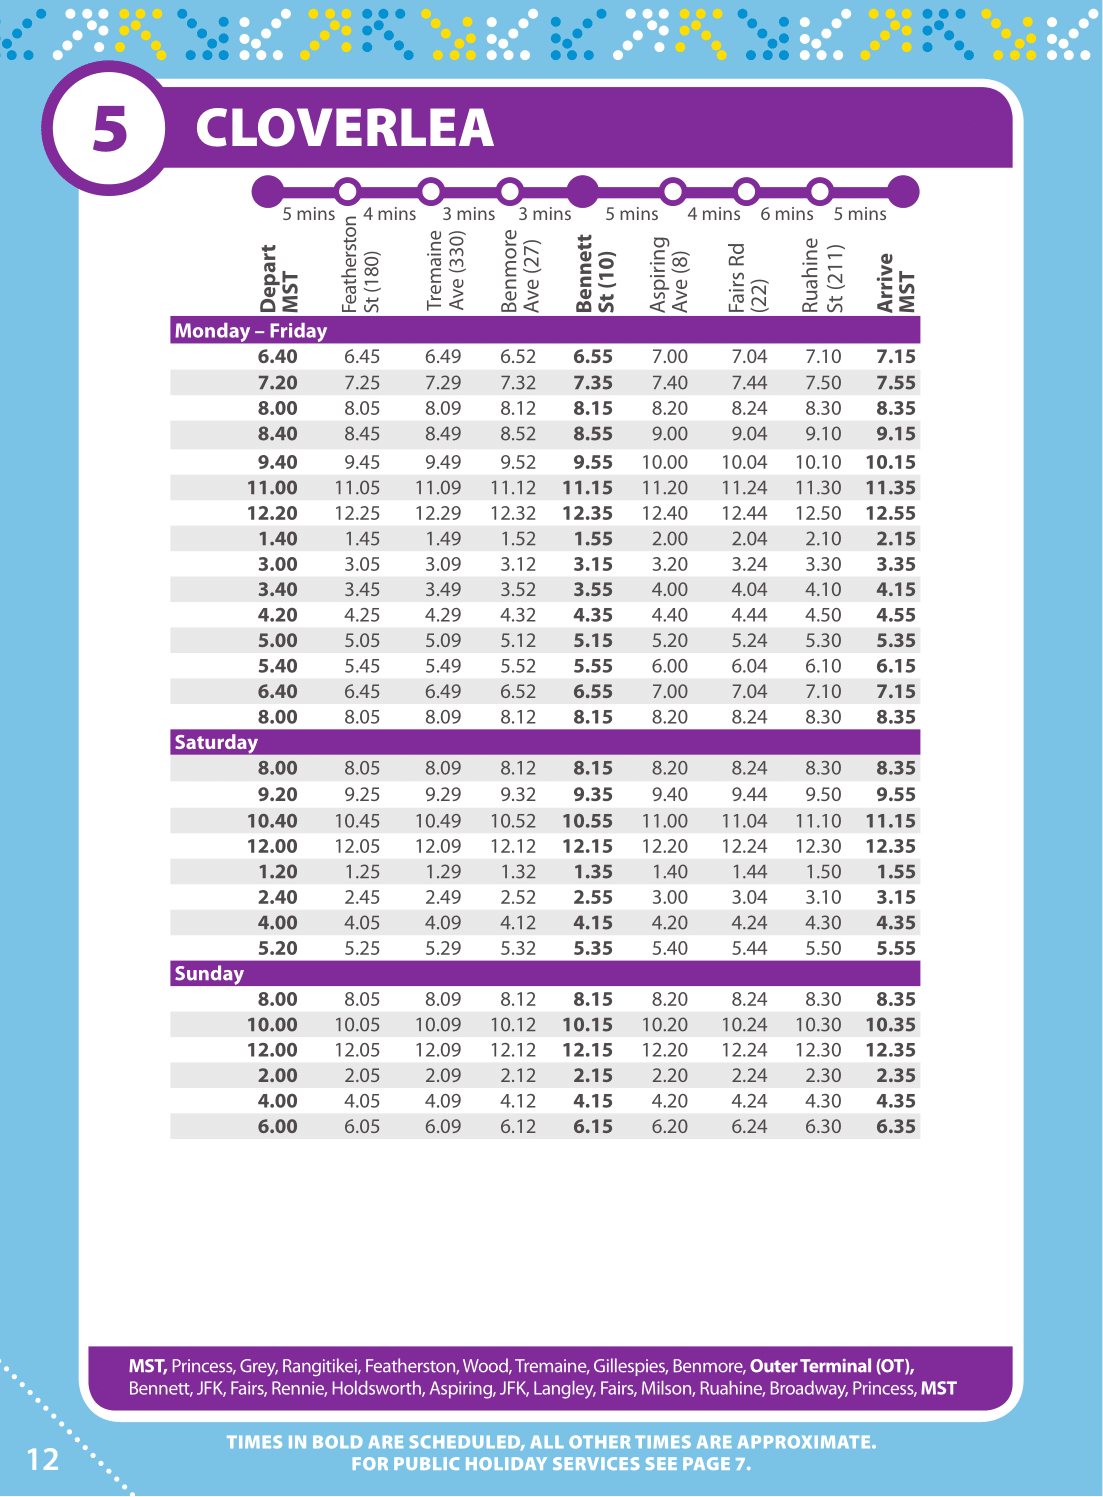 5 CLOVERLEA
5 mins 4 mins 3 mins 3 mins 5 mins 4 mins 6 mins 5 mins
Depart MST
Featherston St (180)
Tremaine Ave (330)
Benmore Ave (27)
Bennett St (10)
Aspiring Ave (8)
Fairs Rd (22)
Ruahine St (211)
Arrive MST
Monday – Friday
6.40 6.45 6.49 6.52 6.55 7.00 7.04 7.10 7.15
7.20 7.25 7.29 7.32 7.35 7.40 7.44 7.50 7.55
8.00 8.05 8.09 8.12 8.15 8.20 8.24 8.30 8.35
8.40 8.45 8.49 8.52 8.55 9.00 9.04 9.10 9.15
9.40 9.45 9.49 9.52 9.55 10.00 10.04 10.10 10.15
11.00 11.05 11.09 11.12 11.15 11.20 11.24 11.30 11.35
12.20 12.25 12.29 12.32 12.35 12.40 12.44 12.50 12.55
1.40 1.45 1.49 1.52 1.55 2.00 2.04 2.10 2.15
3.00 3.05 3.09 3.12 3.15 3.20 3.24 3.30 3.35
3.40 3.45 3.49 3.52 3.55 4.00 4.04 4.10 4.15
4.20 4.25 4.29 4.32 4.35 4.40 4.44 4.50 4.55
5.00 5.05 5.09 5.12 5.15 5.20 5.24 5.30 5.35
5.40 5.45 5.49 5.52 5.55 6.00 6.04 6.10 6.15
6.40 6.45 6.49 6.52 6.55 7.00 7.04 7.10 7.15
8.00 8.05 8.09 8.12 8.15 8.20 8.24 8.30 8.35
Saturday
8.00 8.05 8.09 8.12 8.15 8.20 8.24 8.30 8.35
9.20 9.25 9.29 9.32 9.35 9.40 9.44 9.50 9.55
10.40 10.45 10.49 10.52 10.55 11.00 11.04 11.10 11.15
12.00 12.05 12.09 12.12 12.15 12.20 12.24 12.30 12.35
1.20 1.25 1.29 1.32 1.35 1.40 1.44 1.50 1.55
2.40 2.45 2.49 2.52 2.55 3.00 3.04 3.10 3.15
4.00 4.05 4.09 4.12 4.15 4.20 4.24 4.30 4.35
5.20 5.25 5.29 5.32 5.35 5.40 5.44 5.50 5.55
Sunday
8.00 8.05 8.09 8.12 8.15 8.20 8.24 8.30 8.35
10.00 10.05 10.09 10.12 10.15 10.20 10.24 10.30 10.35
12.00 12.05 12.09 12.12 12.15 12.20 12.24 12.30 12.35
2.00 2.05 2.09 2.12 2.15 2.20 2.24 2.30 2.35
4.00 4.05 4.09 4.12 4.15 4.20 4.24 4.30 4.35
6.00 6.05 6.09 6.12 6.15 6.20 6.24 6.30 6.35
MST, Princess, Grey, Rangitikei, Featherston, Wood, Tremaine, Gillespies, Benmore, Outer Terminal (OT),
Bennett, JFK, Fairs, Rennie, Holdsworth, Aspiring, JFK, Langley, Fairs, Milson, Ruahine, Broadway, Princess, MST
TIMES IN BOLD ARE SCHEDULED, ALL OTHER TIMES ARE APPROXIMATE.
FOR PUBLIC HOLIDAY SERVICES SEE PAGE 7.
12